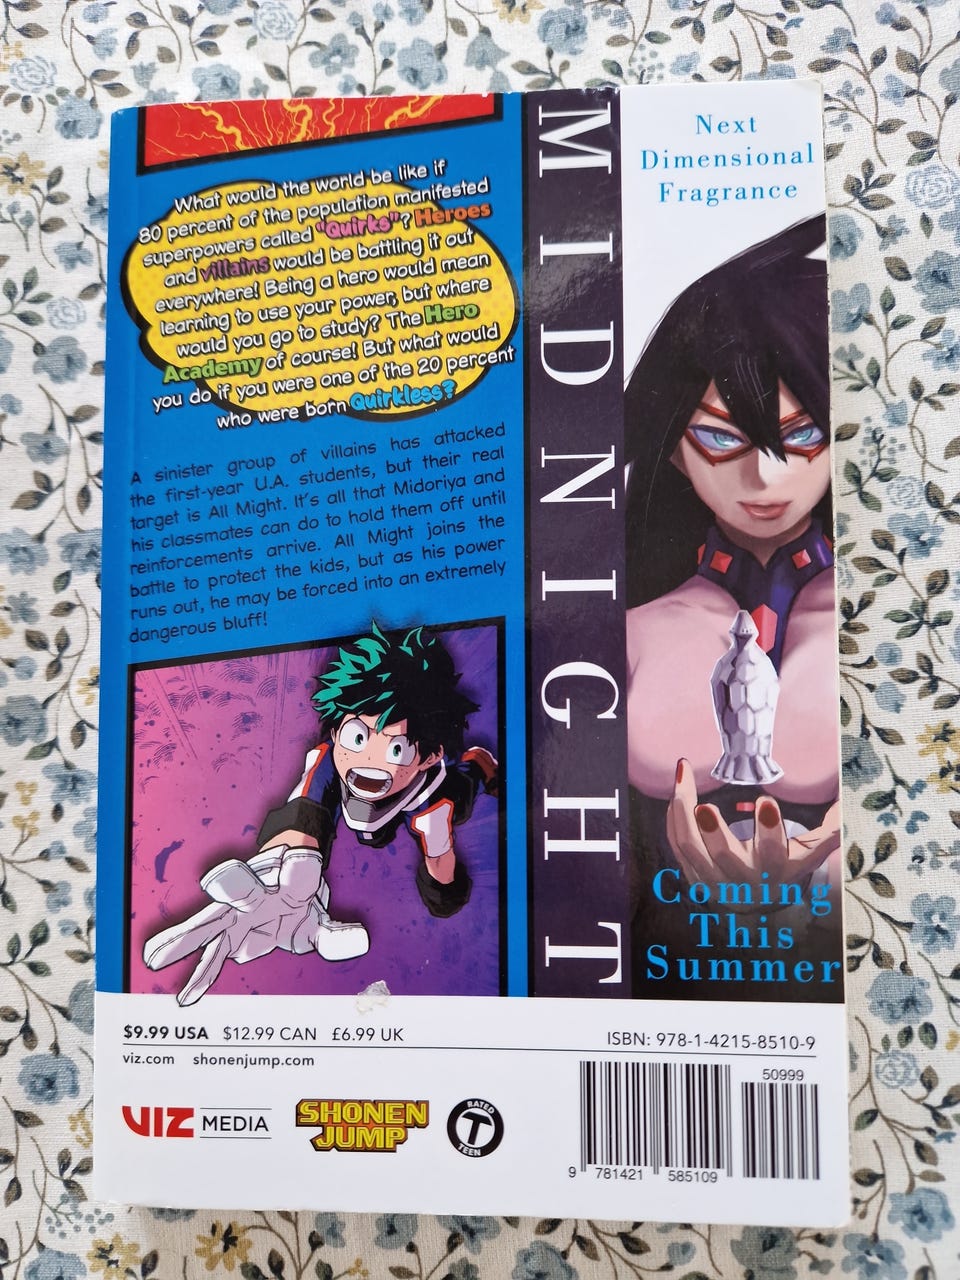 What would the world be like if
80 percent of the population manifested
superpowers called "Quirks"? Heroes
and villains would be battling it out
everywhere! Being a hero would mean
learning to use your power, but where
would you go to study? The Hero
Academy of course! But what would
you do if you were one of the 20 percent
who were born Quirkless?
A sinister group of villains has attacked
the first-year U.A. students, but their real
target is All Might. It's all that Midoriya and
his classmates can do to hold them off until
reinforcements arrive. All Might joins the
battle to protect the kids, but as his power
runs out, he may be forced into an extremely
dangerous bluff!
MIDNIGHT
Next
Dimensional
Fragrance
Coming
This
Summer
$9.99 USA $12.99 CAN £6.99 UK
viz.com shonenjump.com
VIZ MEDIA
SHONEN
JUMP
RATED
T
TEEN
ISBN: 978-1-4215-8510-9
50999
9 781421 585109